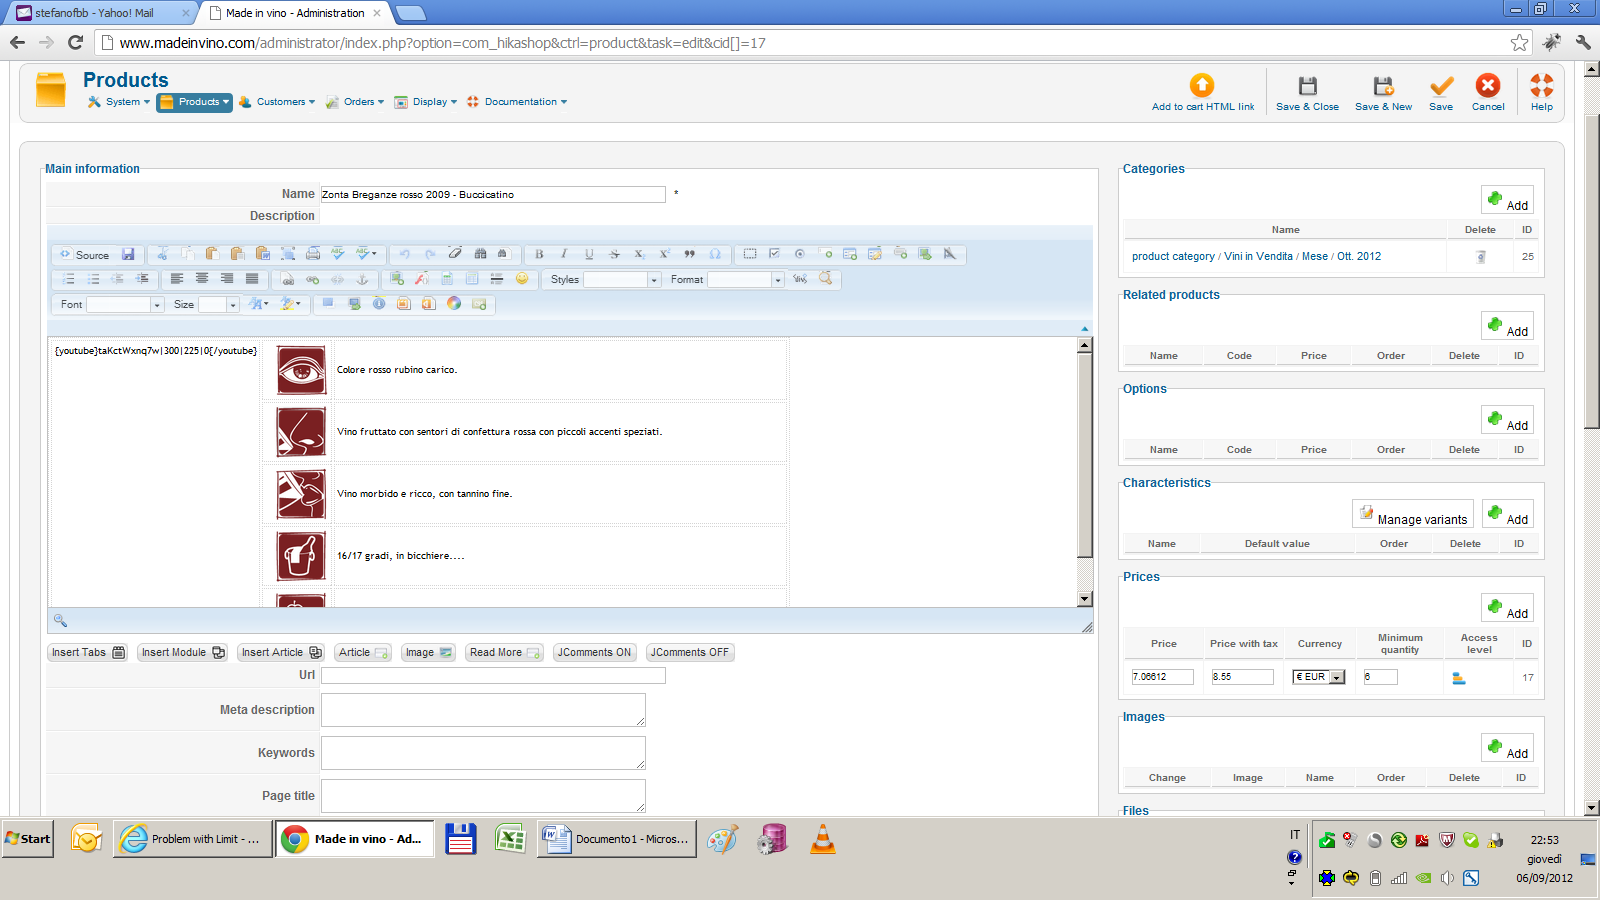 stefanofbb - Yahoo! Mail
Made in vino - Administration
www.madeinvino.com/administrator/index.php?option=com_hikashop&ctrl=product&task=edit&cid[]=17
Products
System Products Customers Orders Display Documentation
Add to cart HTML link Save & Close Save & New Save Cancel Help
Main information
Name Zonta Breganze rosso 2009 - Buccicatino *
Description
Source
Styles Format
Font Size
{youtube}taKctWxnq7w|300|225|0{/youtube}
Colore rosso rubino carico.
Vino fruttato con sentori di confettura rossa con piccoli accenti speziati.
Vino morbido e ricco, con tannino fine.
16/17 gradi, in bicchiere....
Insert Tabs Insert Module Insert Article Article Image Read More JComments ON JComments OFF
Url
Meta description
Keywords
Page title
Categories
Add
Name Delete ID
product category / Vini in Vendita / Mese / Ott. 2012 25
Related products
Add
Name Code Price Order Delete ID
Options
Add
Name Code Price Order Delete ID
Characteristics
Manage variants Add
Name Default value Order Delete ID
Prices
Add
Price Price with tax Currency Minimum quantity Access level ID
7.06612 8.55 € EUR 6 17
Images
Add
Change Image Name Order Delete ID
Files
Start
Problem with Limit - ...
Made in vino - Ad...
Documento1 - Micros...
IT
22:53
giovedì
06/09/2012